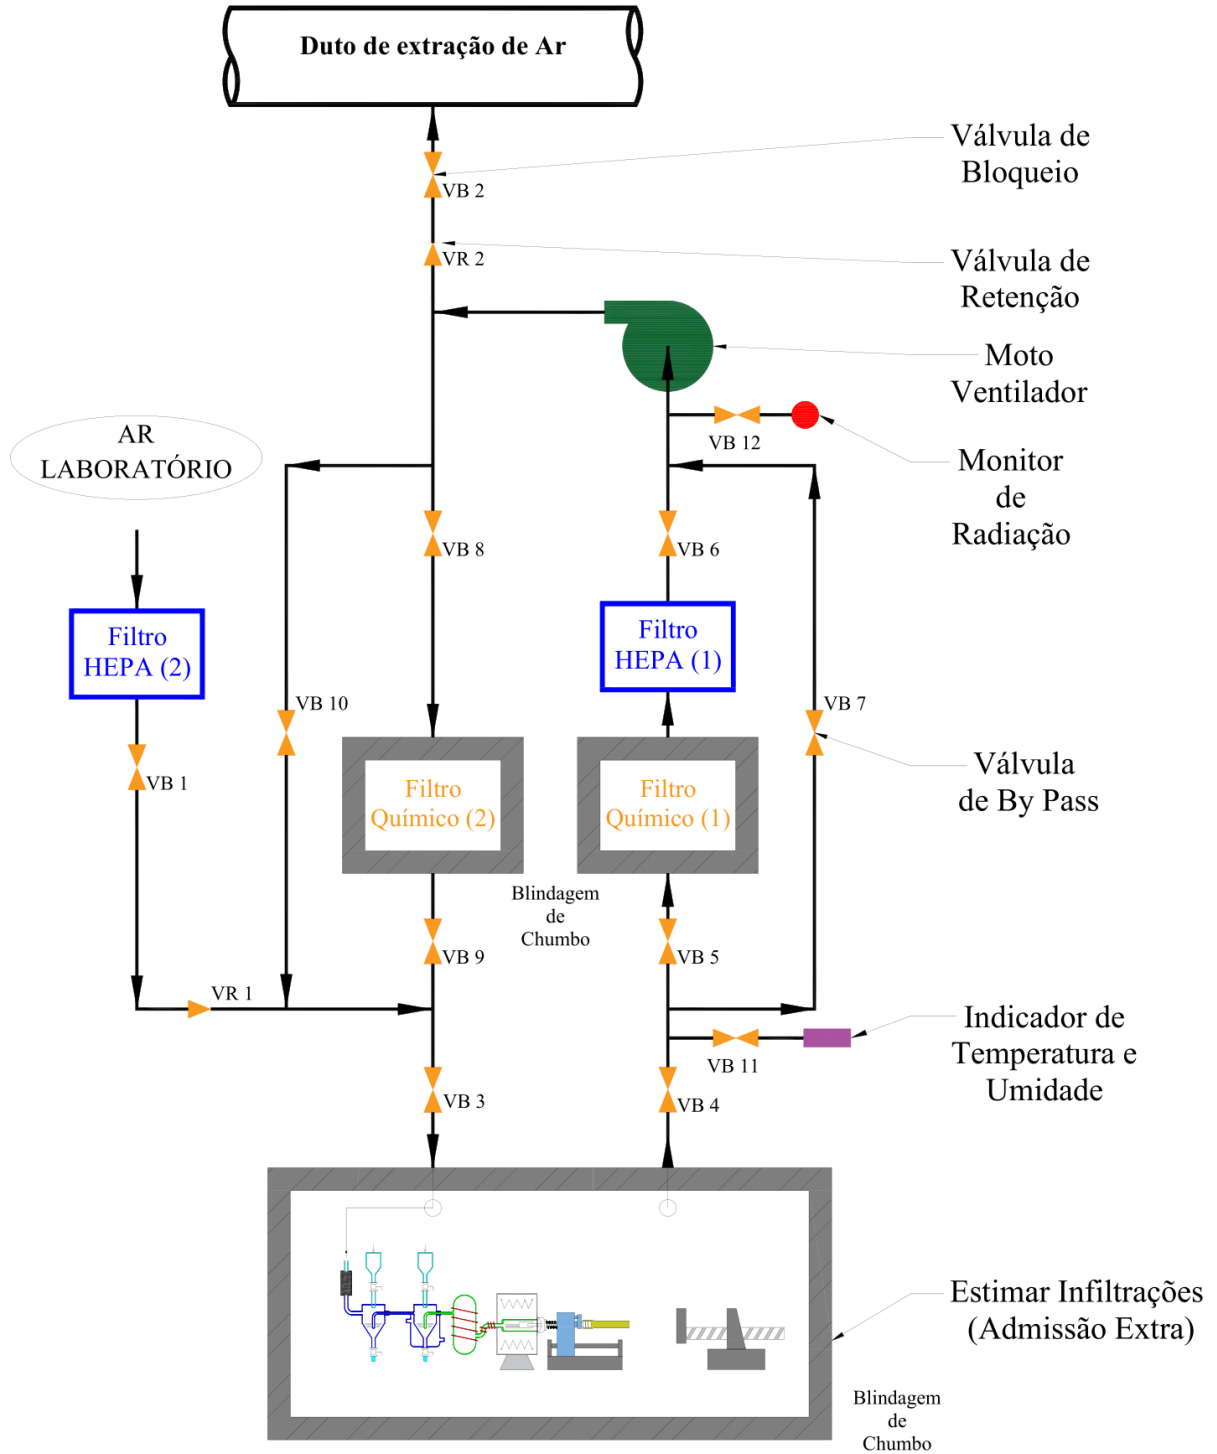 Duto de extração de Ar
Válvula de
Bloqueio
VB 2
VR 2
Válvula de
Retenção
Moto
Ventilador
AR
LABORATÓRIO
VB 12
Monitor
de
Radiação
VB 8
VB 6
Filtro
HEPA (2)
Filtro
HEPA (1)
VB 10
VB 7
VB 1
Válvula
de By Pass
Filtro
Químico (2)
Filtro
Químico (1)
Blindagem
de
Chumbo
VB 9
VB 5
VR 1
Indicador de
Temperatura e
Umidade
VB 11
VB 3
VB 4
Estimar Infiltrações
(Admissão Extra)
Blindagem
de
Chumbo